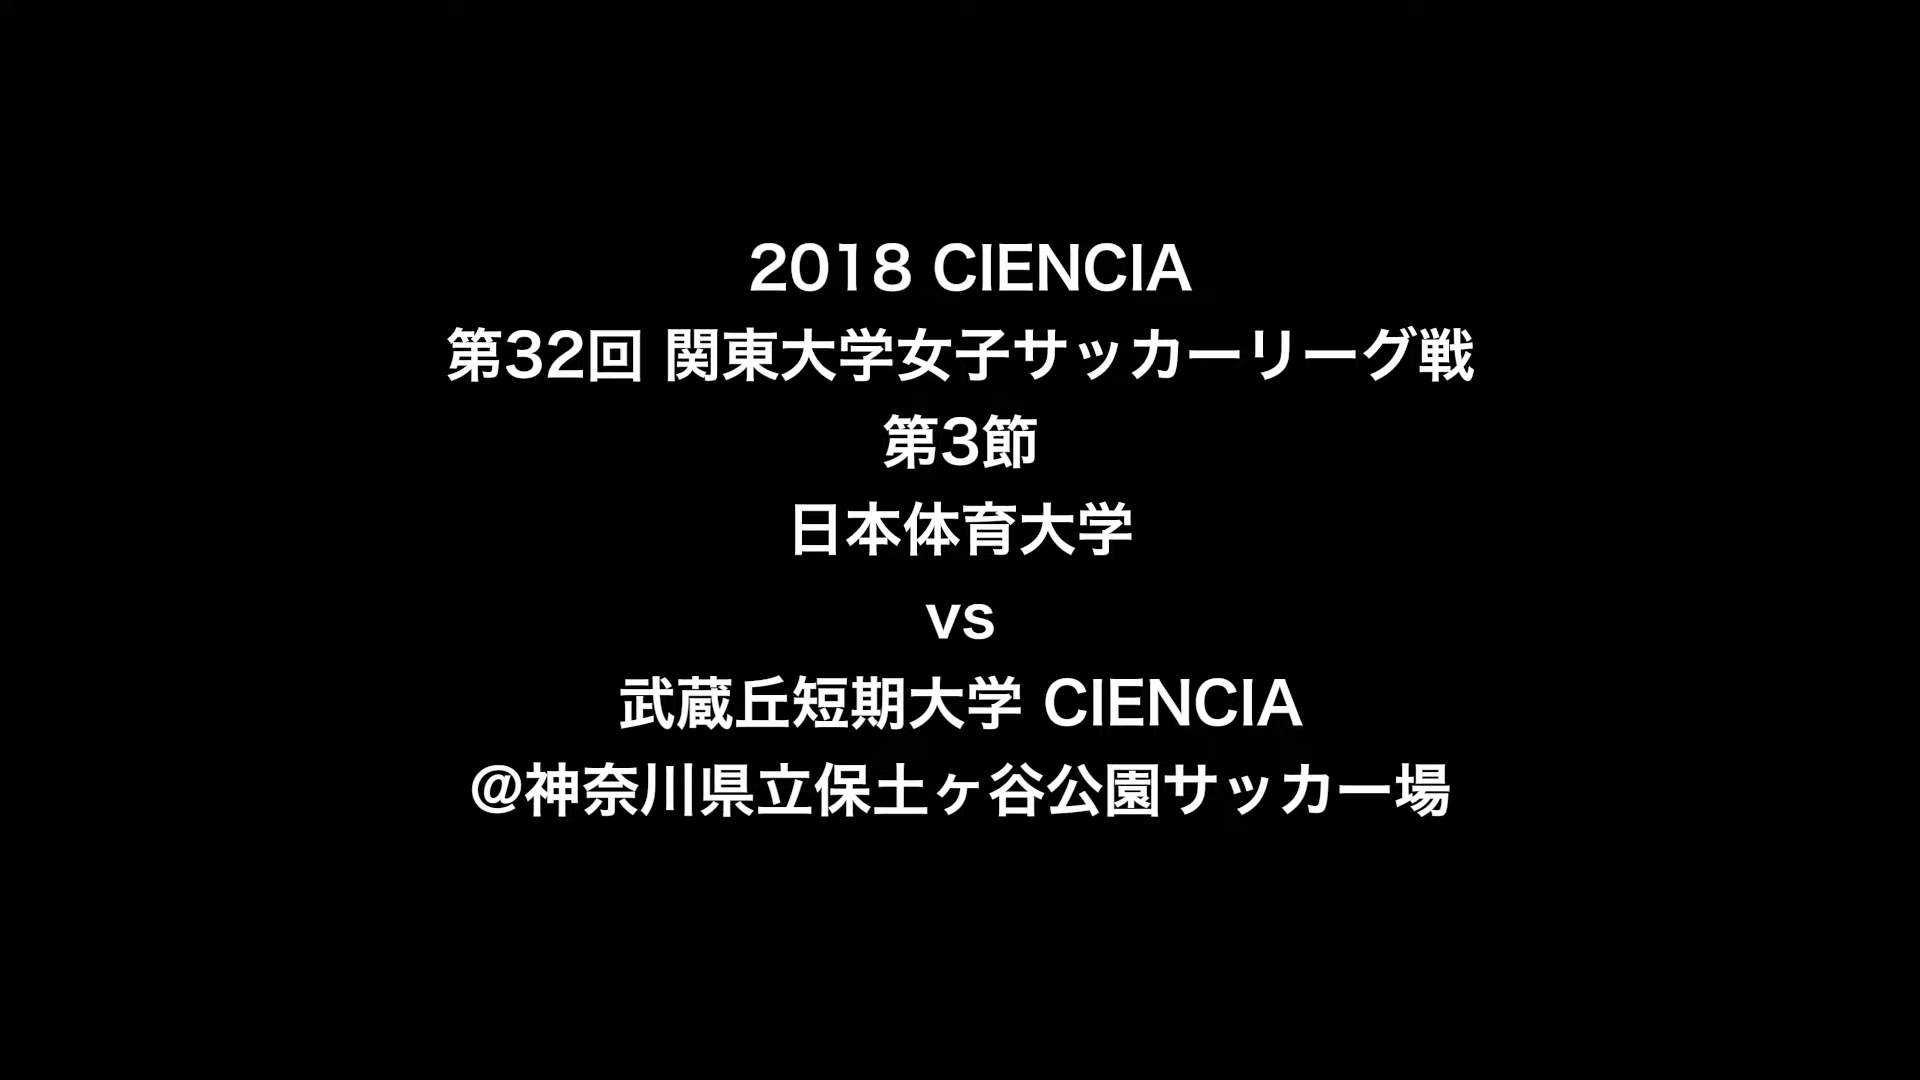 2018 CIENCIA
第32回 関東大学女子サッカーリーグ戦
第3節
日本体育大学
vs
武蔵丘短期大学 CIENCIA
@神奈川県立保土ヶ谷公園サッカー場